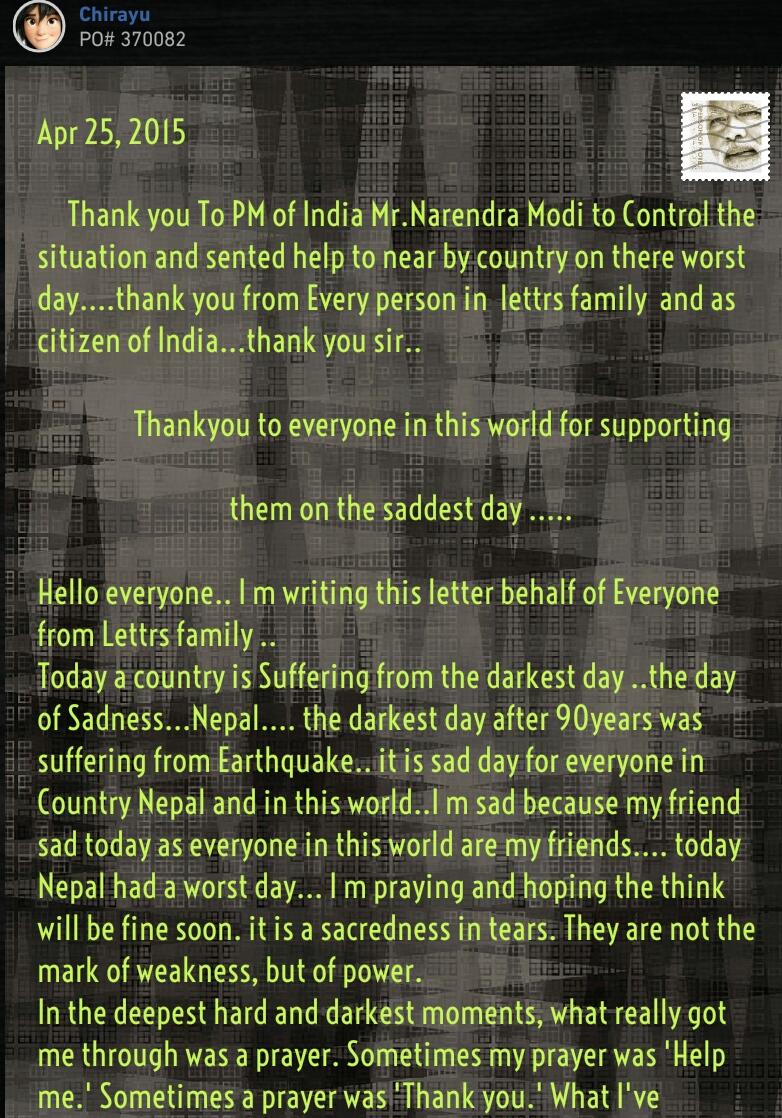 Chirayu
PO# 370082
Apr 25, 2015
Thank you To PM of India Mr.Narendra Modi to Control the
situation and sented help to near by country on there worst
day....thank you from Every person in lettrs family and as
citizen of India...thank you sir..
Thankyou to everyone in this world for supporting
them on the saddest day .....
Hello everyone.. I m writing this letter behalf of Everyone
from Lettrs family ..
Today a country is Suffering from the darkest day ..the day
of Sadness...Nepal.... the darkest day after 90years was
suffering from Earthquake.. it is sad day for everyone in
Country Nepal and in this world..I m sad because my friend
sad today as everyone in this world are my friends.... today
Nepal had a worst day... I m praying and hoping the think
will be fine soon. it is a sacredness in tears. They are not the
mark of weakness, but of power.
In the deepest hard and darkest moments, what really got
me through was a prayer. Sometimes my prayer was 'Help
me.' Sometimes a prayer was 'Thank you.' What I've